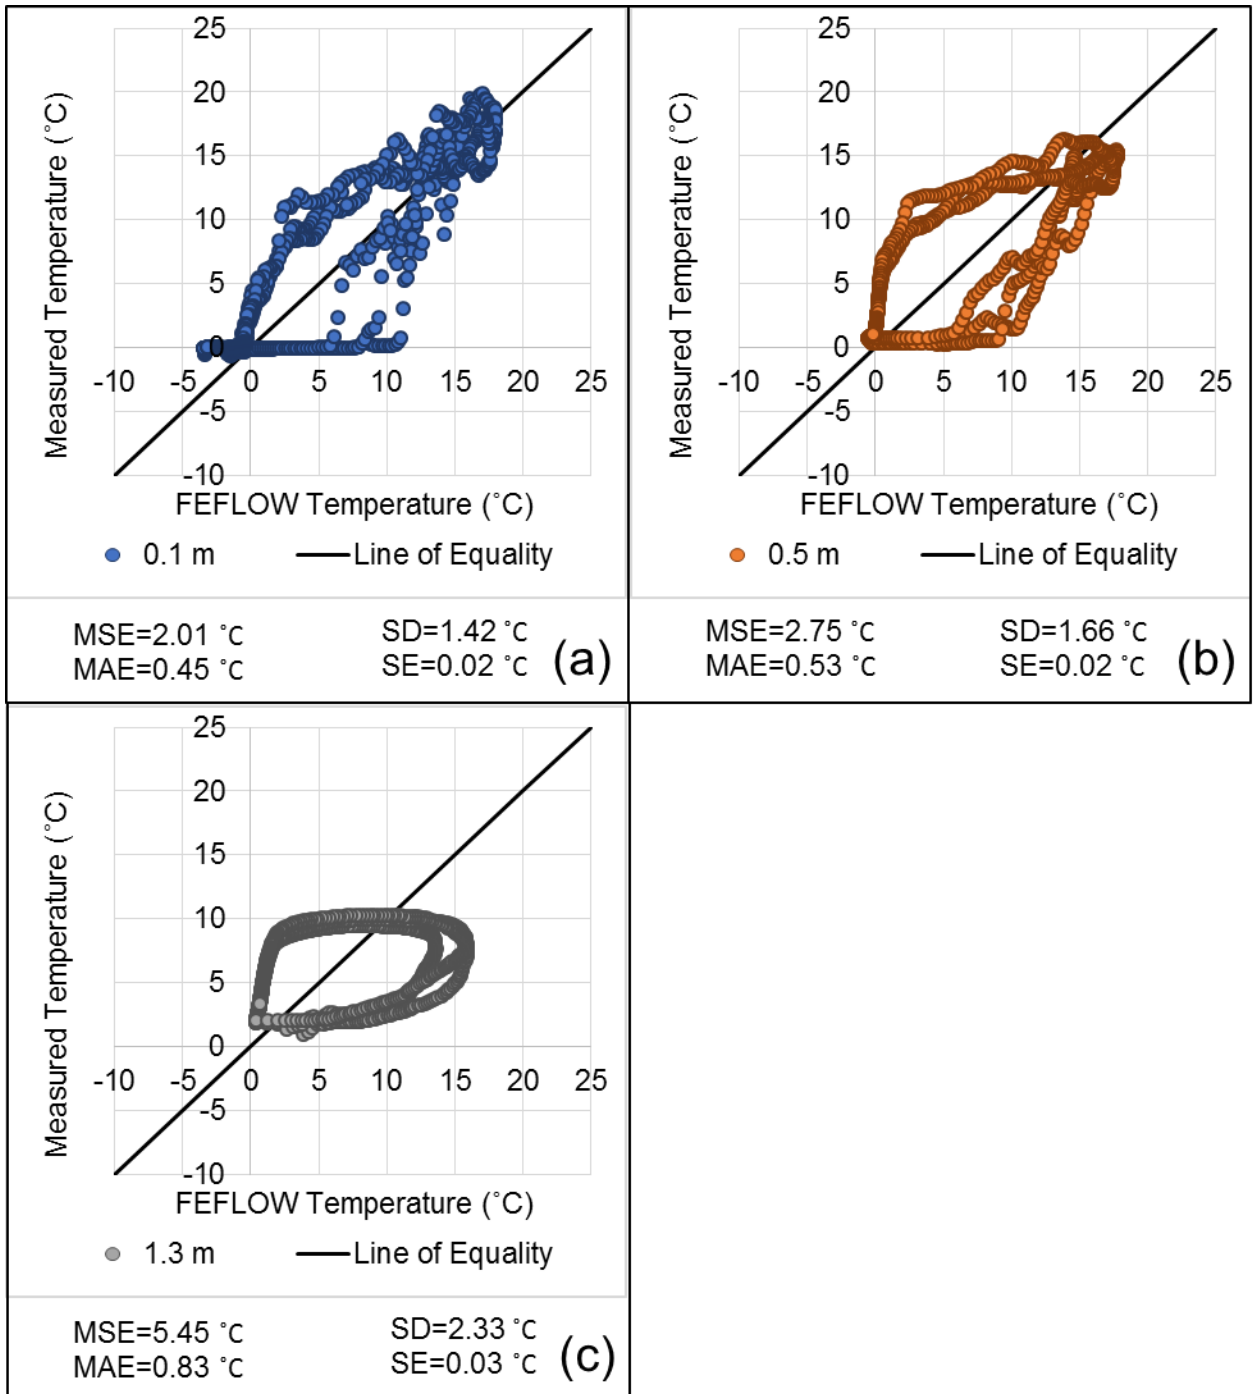 25
20
15
10
5
0
-5
-10
-10 -5 0 5 10 15 20 25
Measured Temperature (˚C)
FEFLOW Temperature (˚C)
0.1 m Line of Equality
MSE=2.01 ˚C SD=1.42 ˚C
MAE=0.45 ˚C SE=0.02 ˚C
(a)
25
20
15
10
5
0
-5
-10
-10 -5 0 5 10 15 20 25
Measured Temperature (˚C)
FEFLOW Temperature (˚C)
0.5 m Line of Equality
MSE=2.75 ˚C SD=1.66 ˚C
MAE=0.53 ˚C SE=0.02 ˚C
(b)
25
20
15
10
5
0
-5
-10
-10 -5 0 5 10 15 20 25
Measured Temperature (˚C)
FEFLOW Temperature (˚C)
1.3 m Line of Equality
MSE=5.45 ˚C SD=2.33 ˚C
MAE=0.83 ˚C SE=0.03 ˚C
(c)